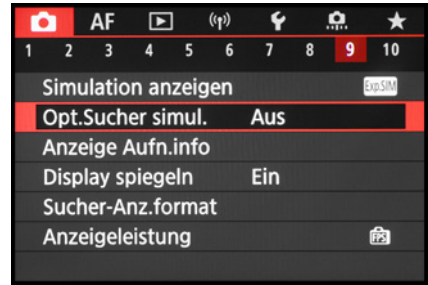 AF
1 2 3 4 5 6 7 8 9 10
Simulation anzeigen Exp.SIM
Opt.Sucher simul. Aus
Anzeige Aufn.info
Display spiegeln Ein
Sucher-Anz.format
Anzeigeleistung FPS